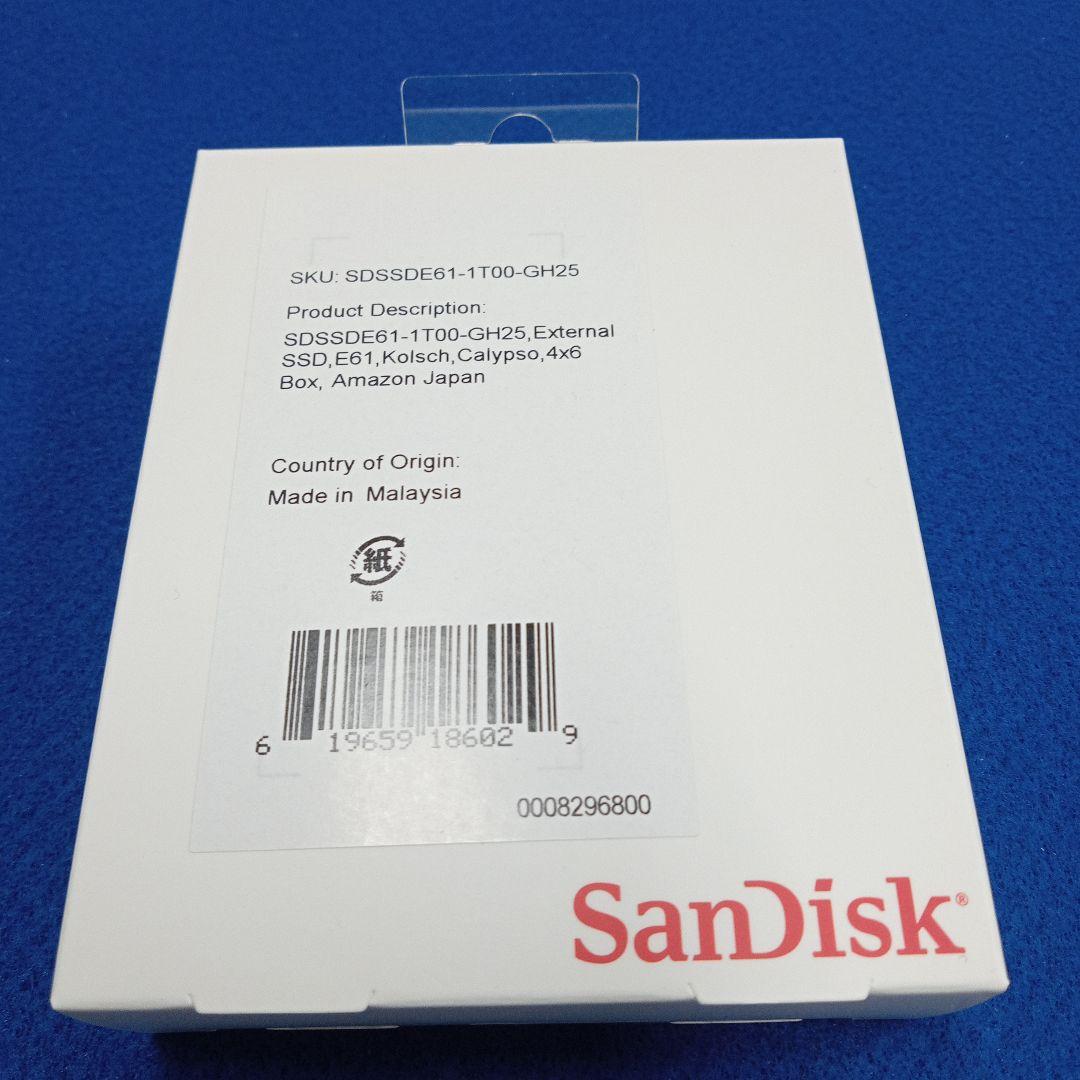 SKU: SDSSDE61-1T00-GH25
Product Description:
SDSSDE61-1T00-GH25,External
SSD,E61,Kolsch,Calypso,4x6
Box, Amazon Japan
Country of Origin:
Made in Malaysia
紙
箱
6 19659 18602 9
0008296800
SanDisk®